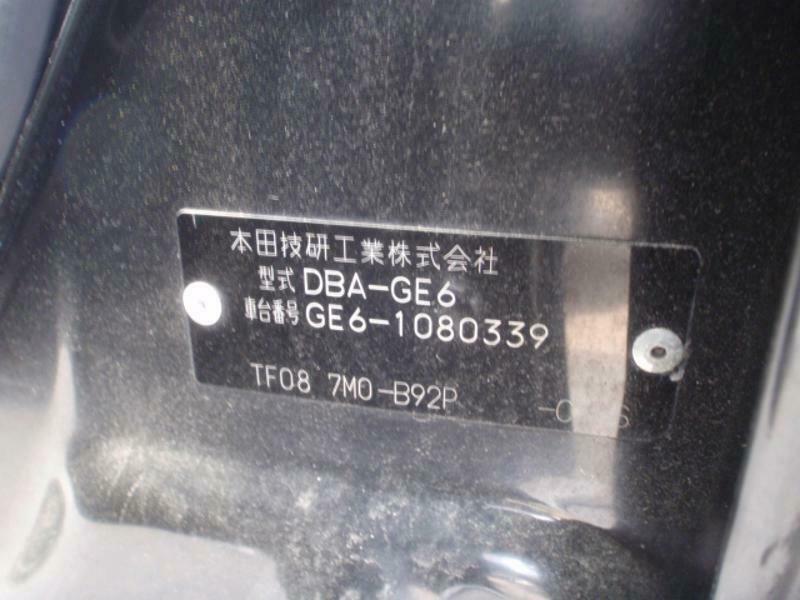 本田技研工業株式会社
型式 DBA-GE6
車台番号 GE6-1080339
TF08 7M0-B92P